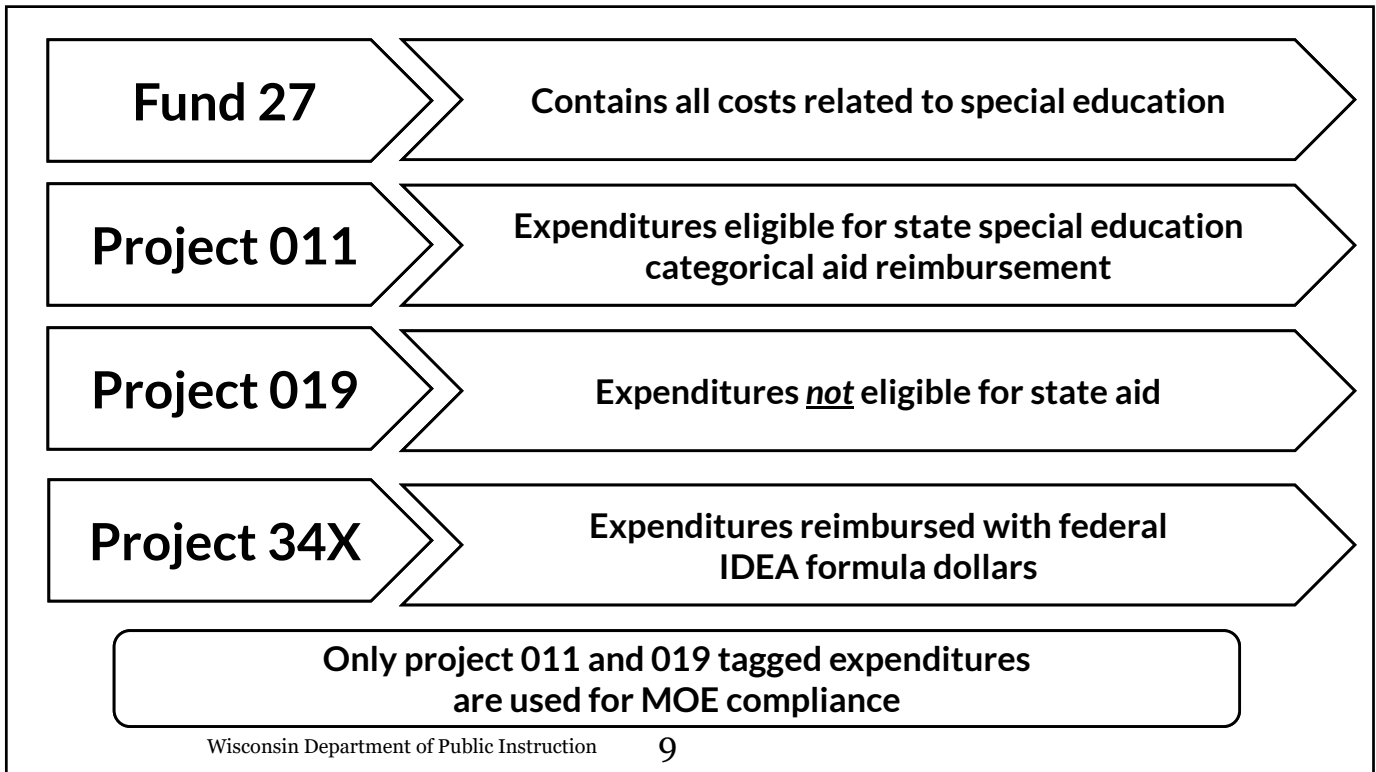 Fund 27
Contains all costs related to special education
Project 011
Expenditures eligible for state special education
categorical aid reimbursement
Project 019
Expenditures not eligible for state aid
Project 34X
Expenditures reimbursed with federal
IDEA formula dollars
Only project 011 and 019 tagged expenditures
are used for MOE compliance
Wisconsin Department of Public Instruction 9